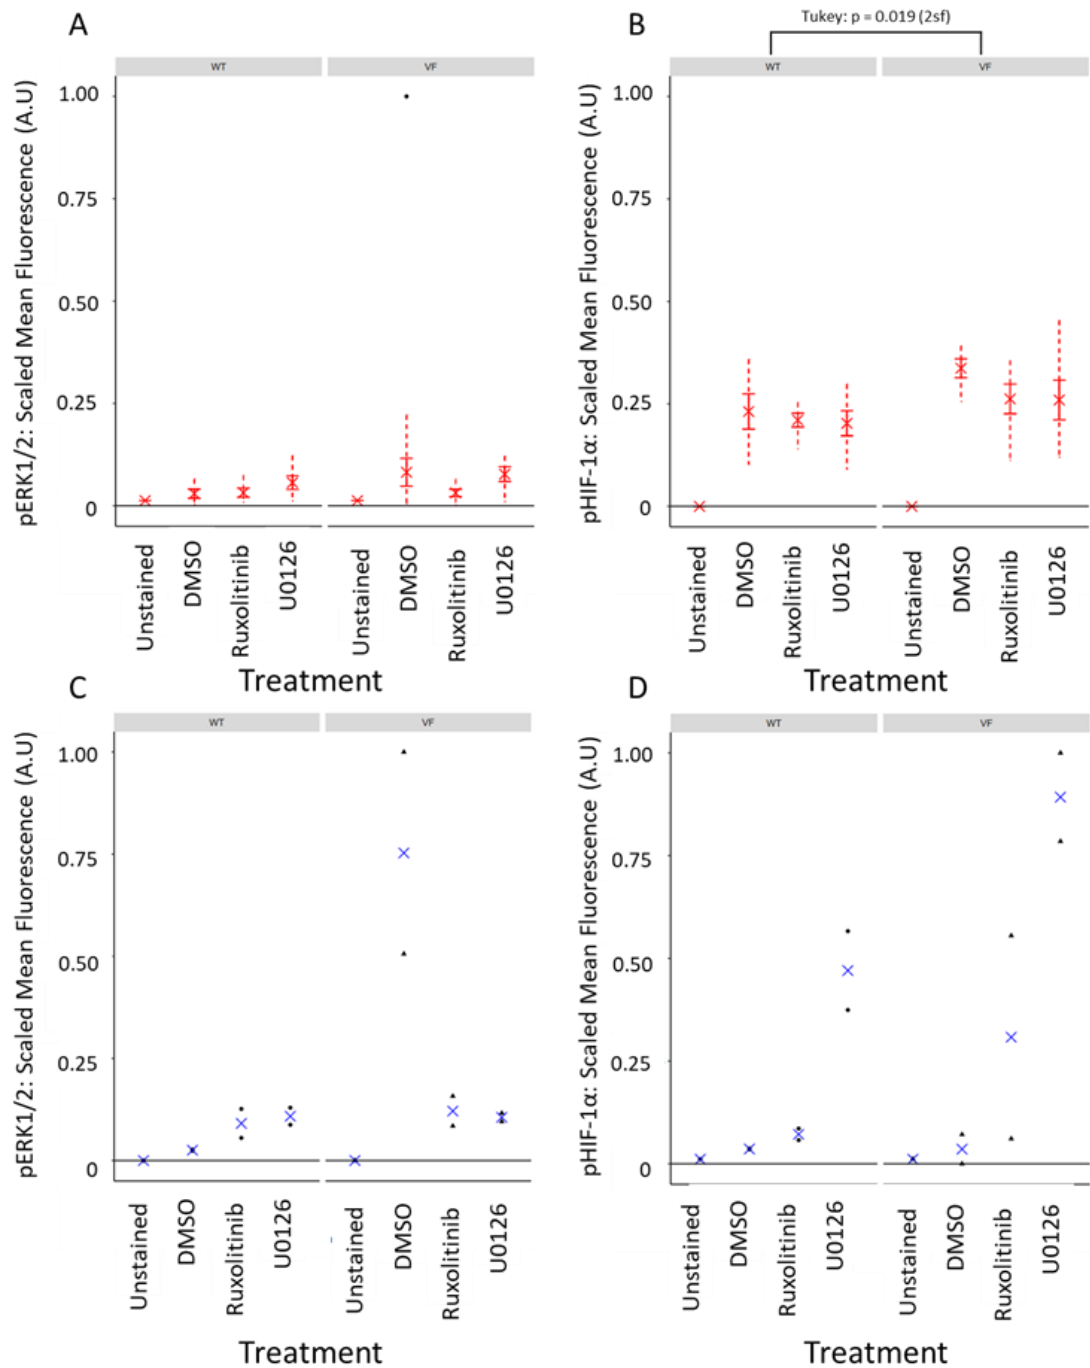 A
B
Tukey: p = 0.019 (2sf)
WT
VF
WT
VF
pERK1/2: Scaled Mean Fluorescence (A.U)
1.00
0.75
0.50
0.25
0
pHIF-1α: Scaled Mean Fluorescence (A.U)
1.00
0.75
0.50
0.25
0
Unstained
DMSO
Ruxolitinib
U0126
Unstained
DMSO
Ruxolitinib
U0126
Treatment
Unstained
DMSO
Ruxolitinib
U0126
Unstained
DMSO
Ruxolitinib
U0126
Treatment
C
D
WT
VF
WT
VF
pERK1/2: Scaled Mean Fluorescence (A.U)
1.00
0.75
0.50
0.25
0
pHIF-1α: Scaled Mean Fluorescence (A.U)
1.00
0.75
0.50
0.25
0
Unstained
DMSO
Ruxolitinib
U0126
Unstained
DMSO
Ruxolitinib
U0126
Treatment
Unstained
DMSO
Ruxolitinib
U0126
Unstained
DMSO
Ruxolitinib
U0126
Treatment